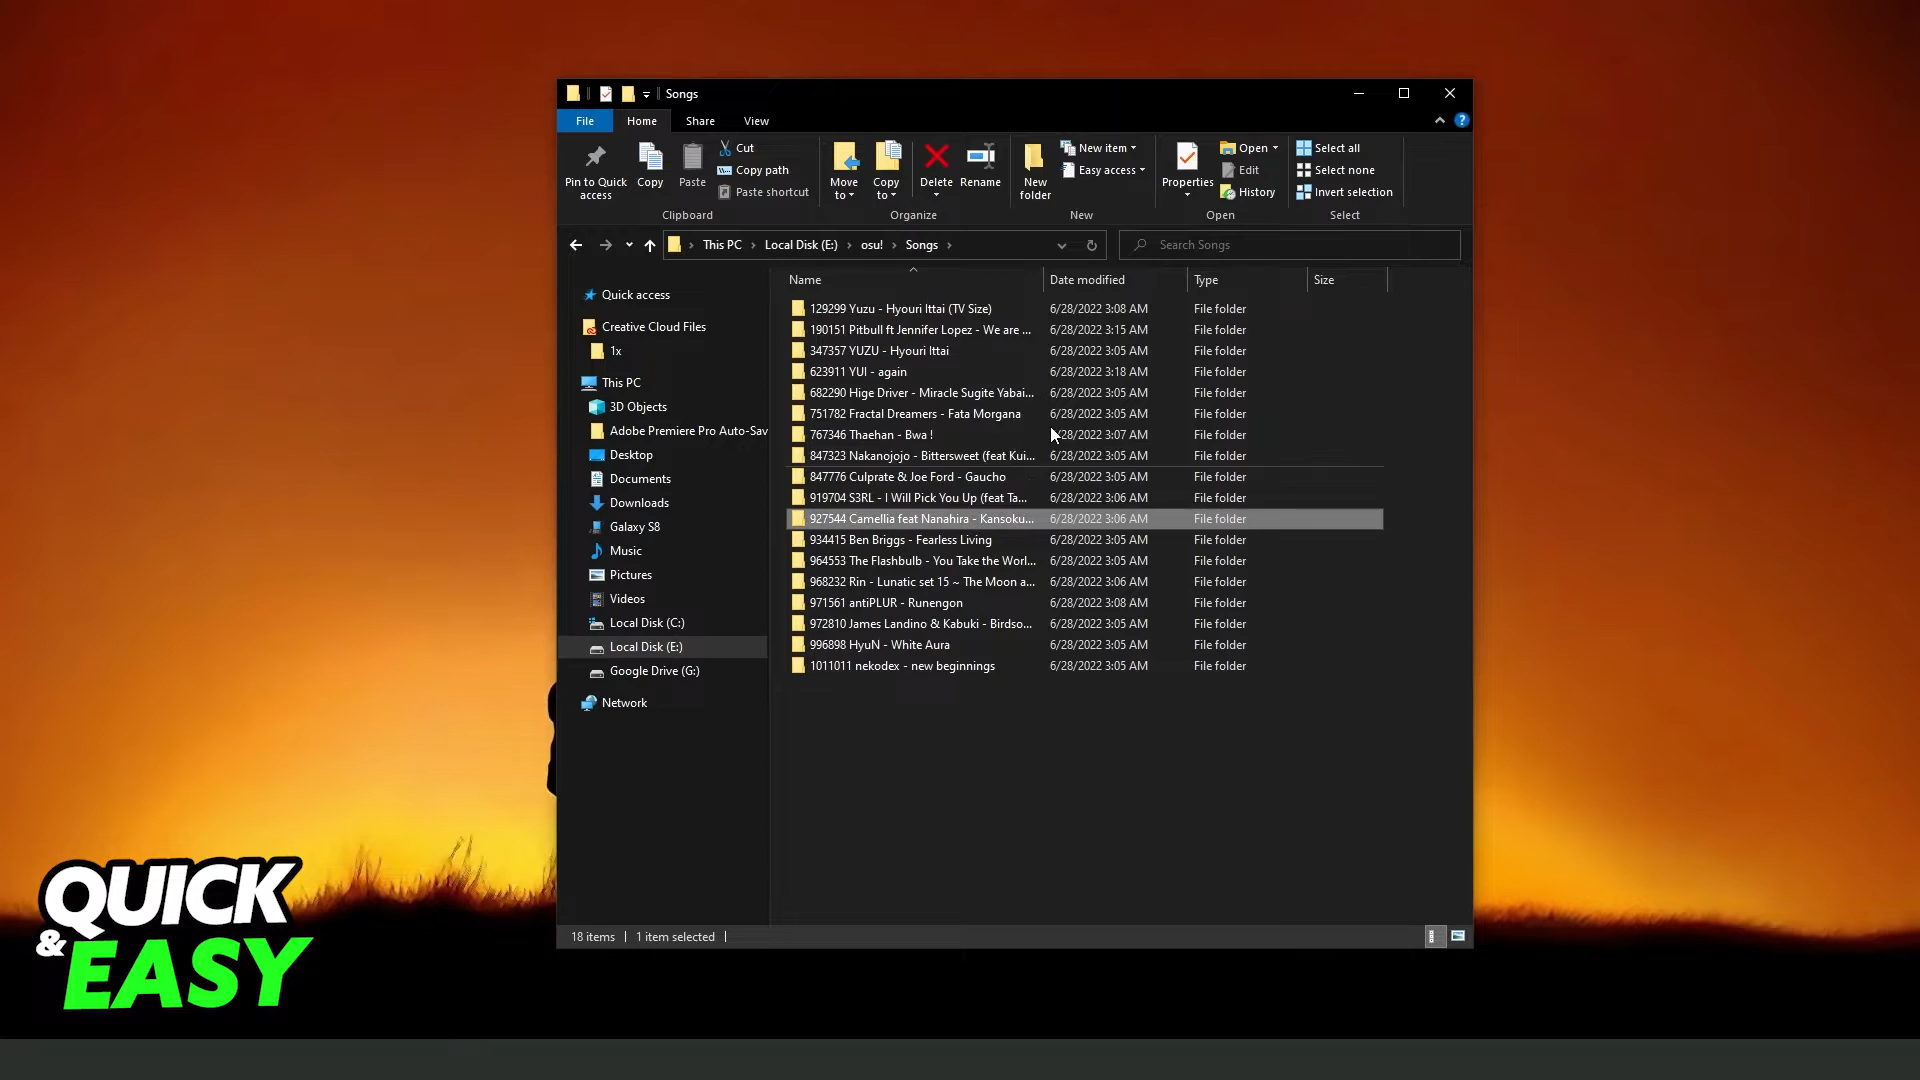 Songs
File Home Share View
Pin to Quick access
Copy
Paste
Cut
Copy path
Paste shortcut
Clipboard
Move to
Copy to
Delete
Rename
Organize
New folder
New item
Easy access
New
Properties
Open
Edit
History
Open
Select all
Select none
Invert selection
Select
This PC > Local Disk (E:) > osu! > Songs >
Search Songs
Quick access
Creative Cloud Files
1x
This PC
3D Objects
Adobe Premiere Pro Auto-Sav
Desktop
Documents
Downloads
Galaxy S8
Music
Pictures
Videos
Local Disk (C:)
Local Disk (E:)
Google Drive (G:)
Network
Name Date modified Type Size
129299 Yuzu - Hyouri Ittai (TV Size) 6/28/2022 3:08 AM File folder
190151 Pitbull ft Jennifer Lopez - We are ... 6/28/2022 3:15 AM File folder
347357 YUZU - Hyouri Ittai 6/28/2022 3:05 AM File folder
623911 YUI - again 6/28/2022 3:18 AM File folder
682290 Hige Driver - Miracle Sugite Yabai... 6/28/2022 3:05 AM File folder
751782 Fractal Dreamers - Fata Morgana 6/28/2022 3:05 AM File folder
767346 Thaehan - Bwa ! /28/2022 3:07 AM File folder
847323 Nakanojojo - Bittersweet (feat Kui... 6/28/2022 3:05 AM File folder
847776 Culprate & Joe Ford - Gaucho 6/28/2022 3:05 AM File folder
919704 S3RL - I Will Pick You Up (feat Ta... 6/28/2022 3:06 AM File folder
927544 Camellia feat Nanahira - Kansoku... 6/28/2022 3:06 AM File folder
934415 Ben Briggs - Fearless Living 6/28/2022 3:05 AM File folder
964553 The Flashbulb - You Take the Worl... 6/28/2022 3:05 AM File folder
968232 Rin - Lunatic set 15 ~ The Moon a... 6/28/2022 3:06 AM File folder
971561 antiPLUR - Runengon 6/28/2022 3:08 AM File folder
972810 James Landino & Kabuki - Birdso... 6/28/2022 3:05 AM File folder
996898 HyuN - White Aura 6/28/2022 3:05 AM File folder
1011011 nekodex - new beginnings 6/28/2022 3:05 AM File folder
18 items 1 item selected
QUICK
& EASY